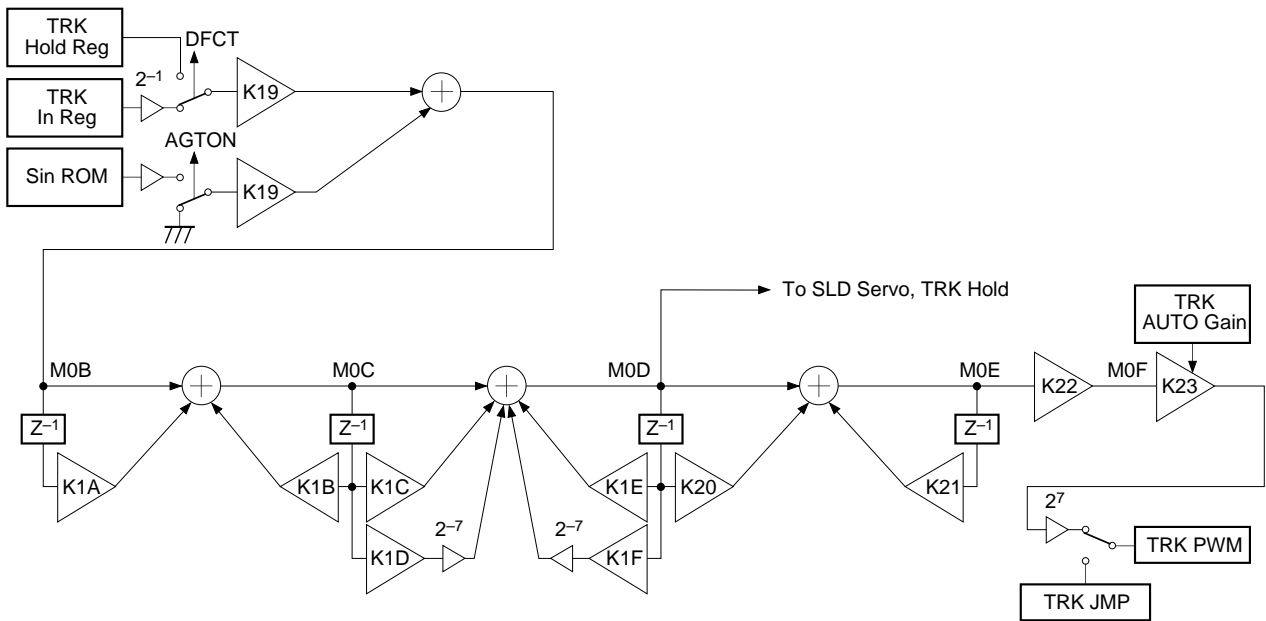 TRK
Hold Reg
DFCT
2⁻¹
TRK
In Reg
K19
AGTON
Sin ROM
K19
To SLD Servo, TRK Hold
TRK
AUTO Gain
M0B
M0C
M0D
M0E
M0F
K22
K23
Z⁻¹
Z⁻¹
Z⁻¹
Z⁻¹
K1A
K1B
K1C
K1E
K20
K21
2⁻⁷
2⁻⁷
2⁷
K1D
K1F
TRK PWM
TRK JMP